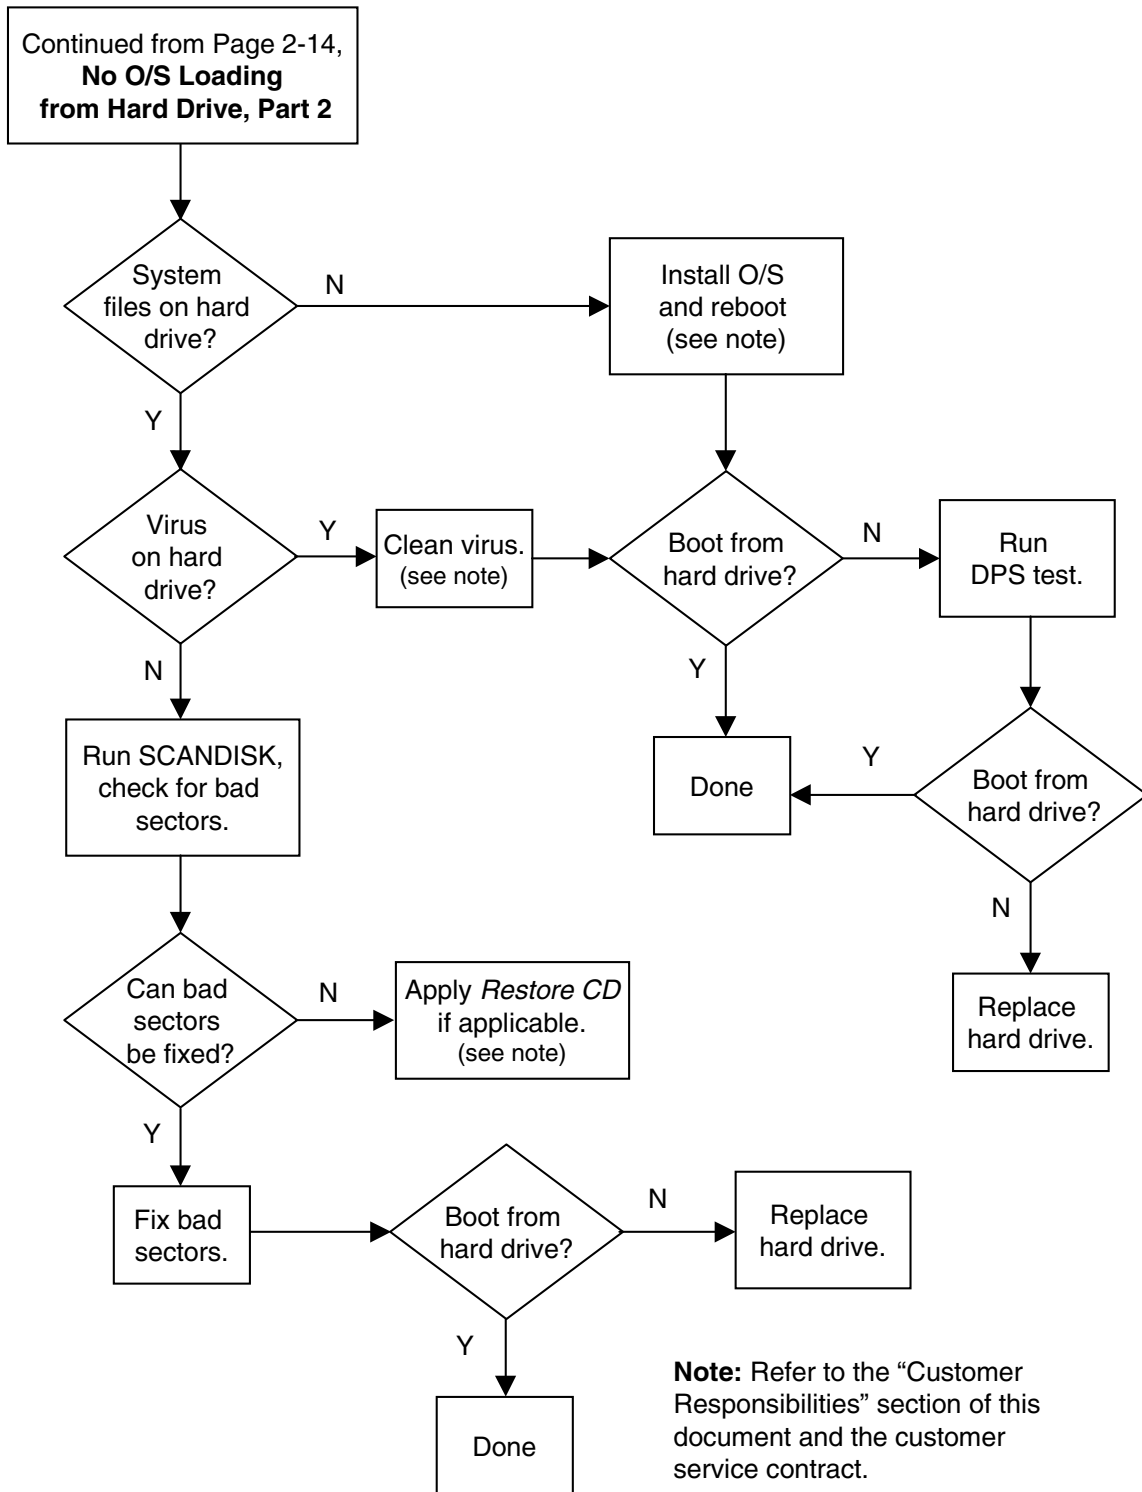 Continued from Page 2-14,
No O/S Loading
from Hard Drive, Part 2
System
files on hard
drive?
N
Install O/S
and reboot
(see note)
Y
Virus
on hard
drive?
Y
Clean virus.
(see note)
Boot from
hard drive?
N
Run
DPS test.
N
Y
Run SCANDISK,
check for bad
sectors.
Done
Y
Boot from
hard drive?
N
Replace
hard drive.
Can bad
sectors
be fixed?
N
Apply Restore CD
if applicable.
(see note)
Y
Fix bad
sectors.
Boot from
hard drive?
N
Replace
hard drive.
Y
Done
Note: Refer to the “Customer
Responsibilities” section of this
document and the customer
service contract.